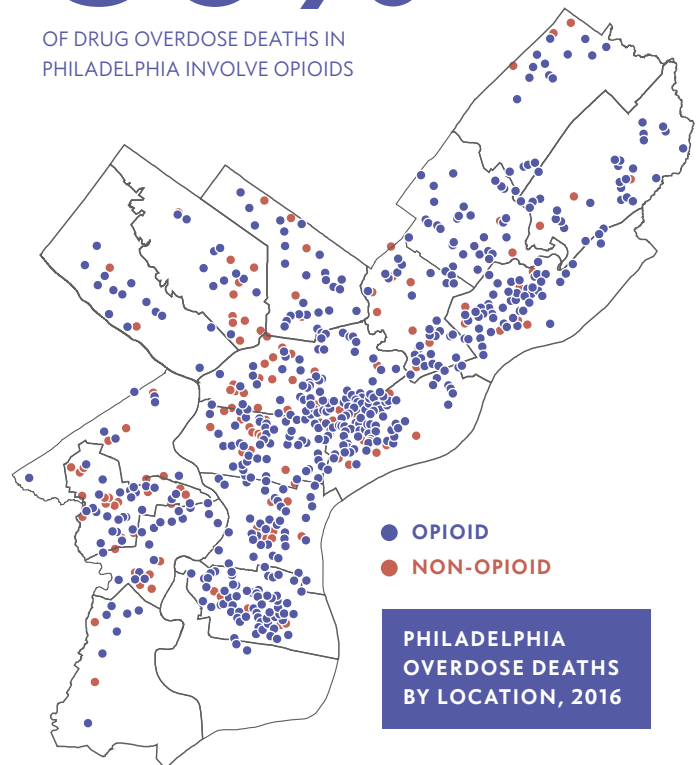 OF DRUG OVERDOSE DEATHS IN
PHILADELPHIA INVOLVE OPIOIDS
OPIOID
NON-OPIOID
PHILADELPHIA
OVERDOSE DEATHS
BY LOCATION, 2016